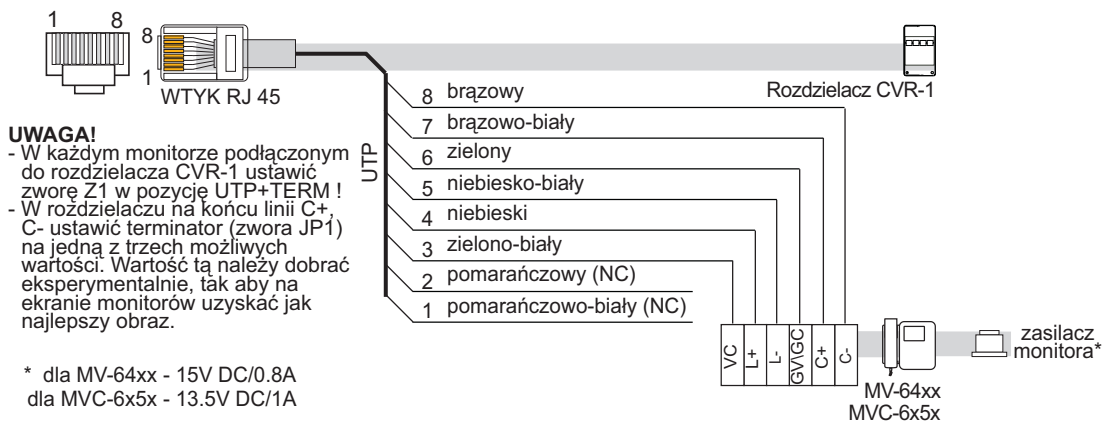 1 8
8
1
WTYK RJ 45
Rozdzielacz CVR-1
UWAGA!
- W każdym monitorze podłączonym
do rozdzielacza CVR-1 ustawić
zworę Z1 w pozycję UTP+TERM !
- W rozdzielaczu na końcu linii C+,
C- ustawić terminator (zwora JP1)
na jedną z trzech możliwych
wartości. Wartość tą należy dobrać
eksperymentalnie, tak aby na
ekranie monitorów uzyskać jak
najlepszy obraz.
* dla MV-64xx - 15V DC/0.8A
dla MVC-6x5x - 13.5V DC/1A
UTP
8 brązowy
7 brązowo-biały
6 zielony
5 niebiesko-biały
4 niebieski
3 zielono-biały
2 pomarańczowy (NC)
1 pomarańczowo-biały (NC)
VC
L+
L-
GV\GC
C+
C-
zasilacz
monitora*
MV-64xx
MVC-6x5x